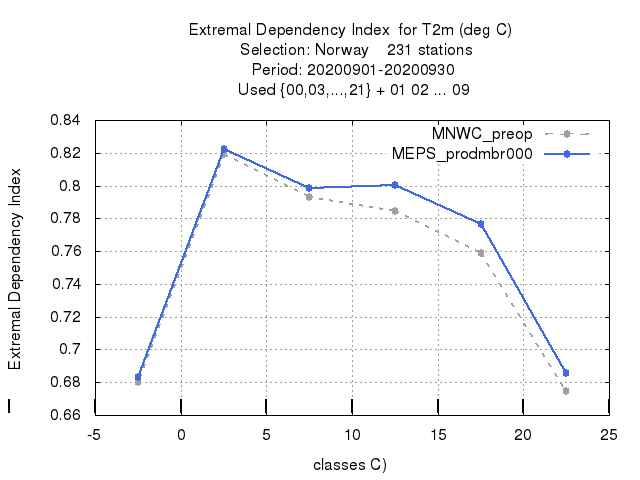 Extremal Dependency Index  for T2m (deg C)
Selection: Norway    231 stations
Period: 20200901-20200930
Used {00,03,...,21} + 01 02 ... 09
MNWC_preop
MEPS_prodmbr000
0.84
0.82
0.8
0.78
0.76
0.74
0.72
0.7
0.68
0.66
Extremal Dependency Index
-5
0
5
10
15
20
25
classes C)